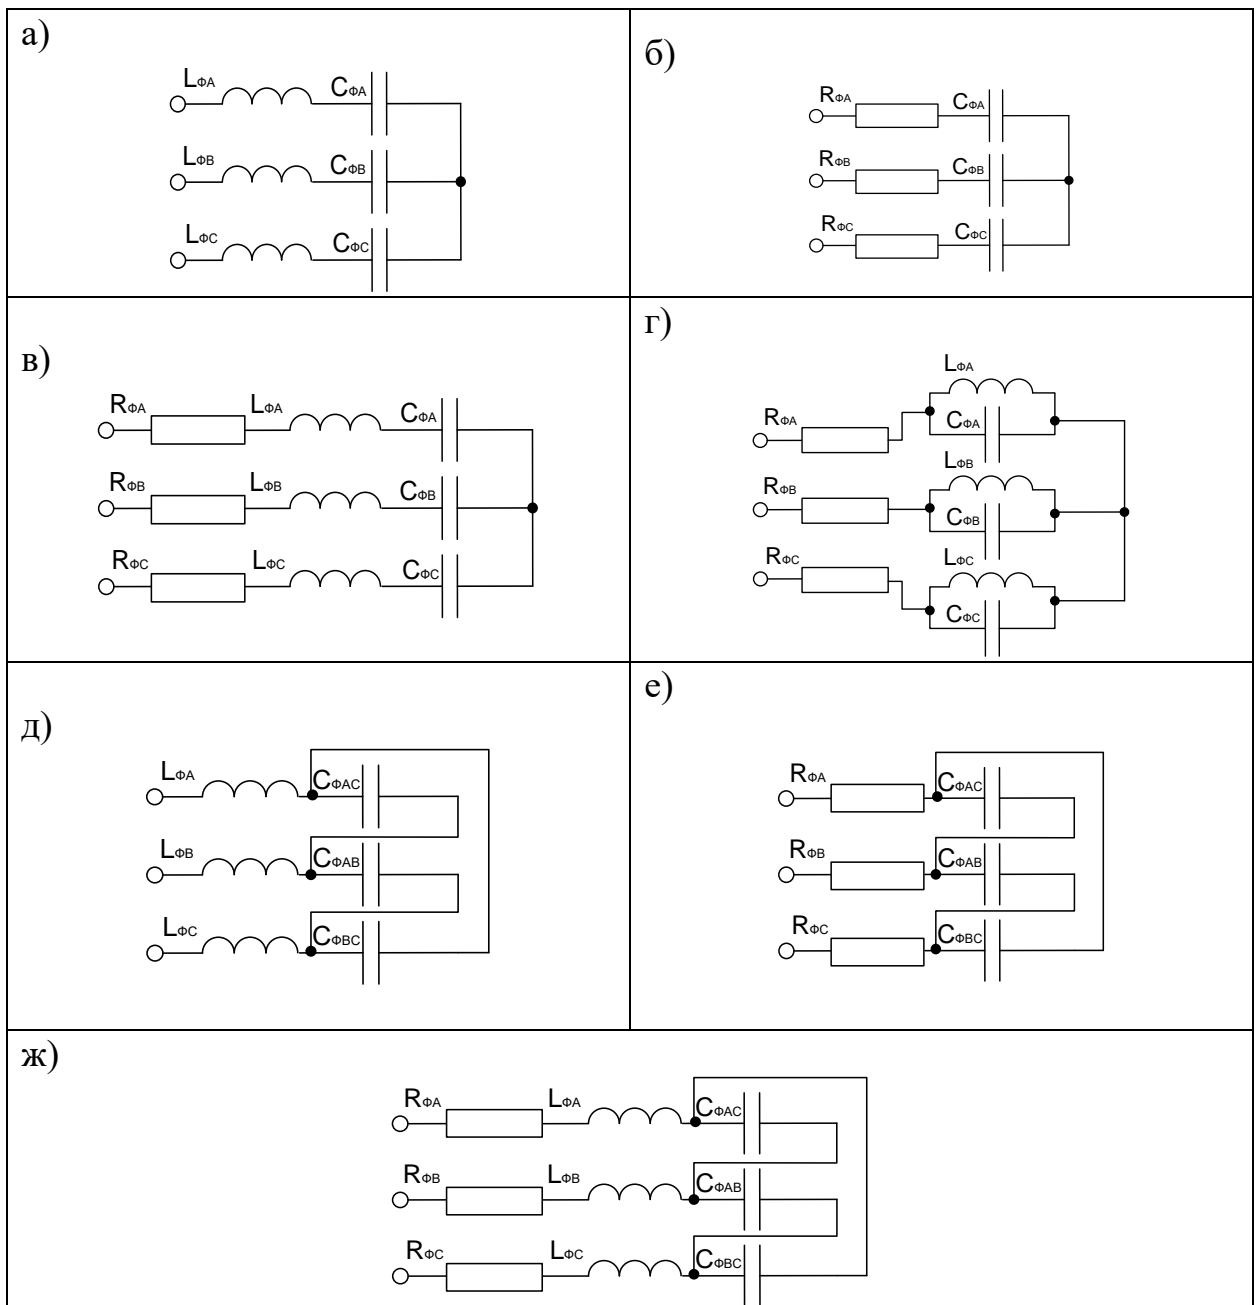 а)
LФА CФА
LФВ CФВ
LФС CФС
б)
RФА CФА
RФВ CФВ
RФС CФС
в)
RФА LФА CФА
RФВ LФВ CФВ
RФС LФС CФС
г)
LФА
RФА CФА
LФВ
RФВ CФВ
LФС
RФС CФС
д)
LФА CФАС
LФВ CФАВ
LФС CФВС
е)
RФА CФАС
RФВ CФАВ
RФС CФВС
ж)
RФА LФА CФАС
RФВ LФВ CФАВ
RФС LФС CФВС